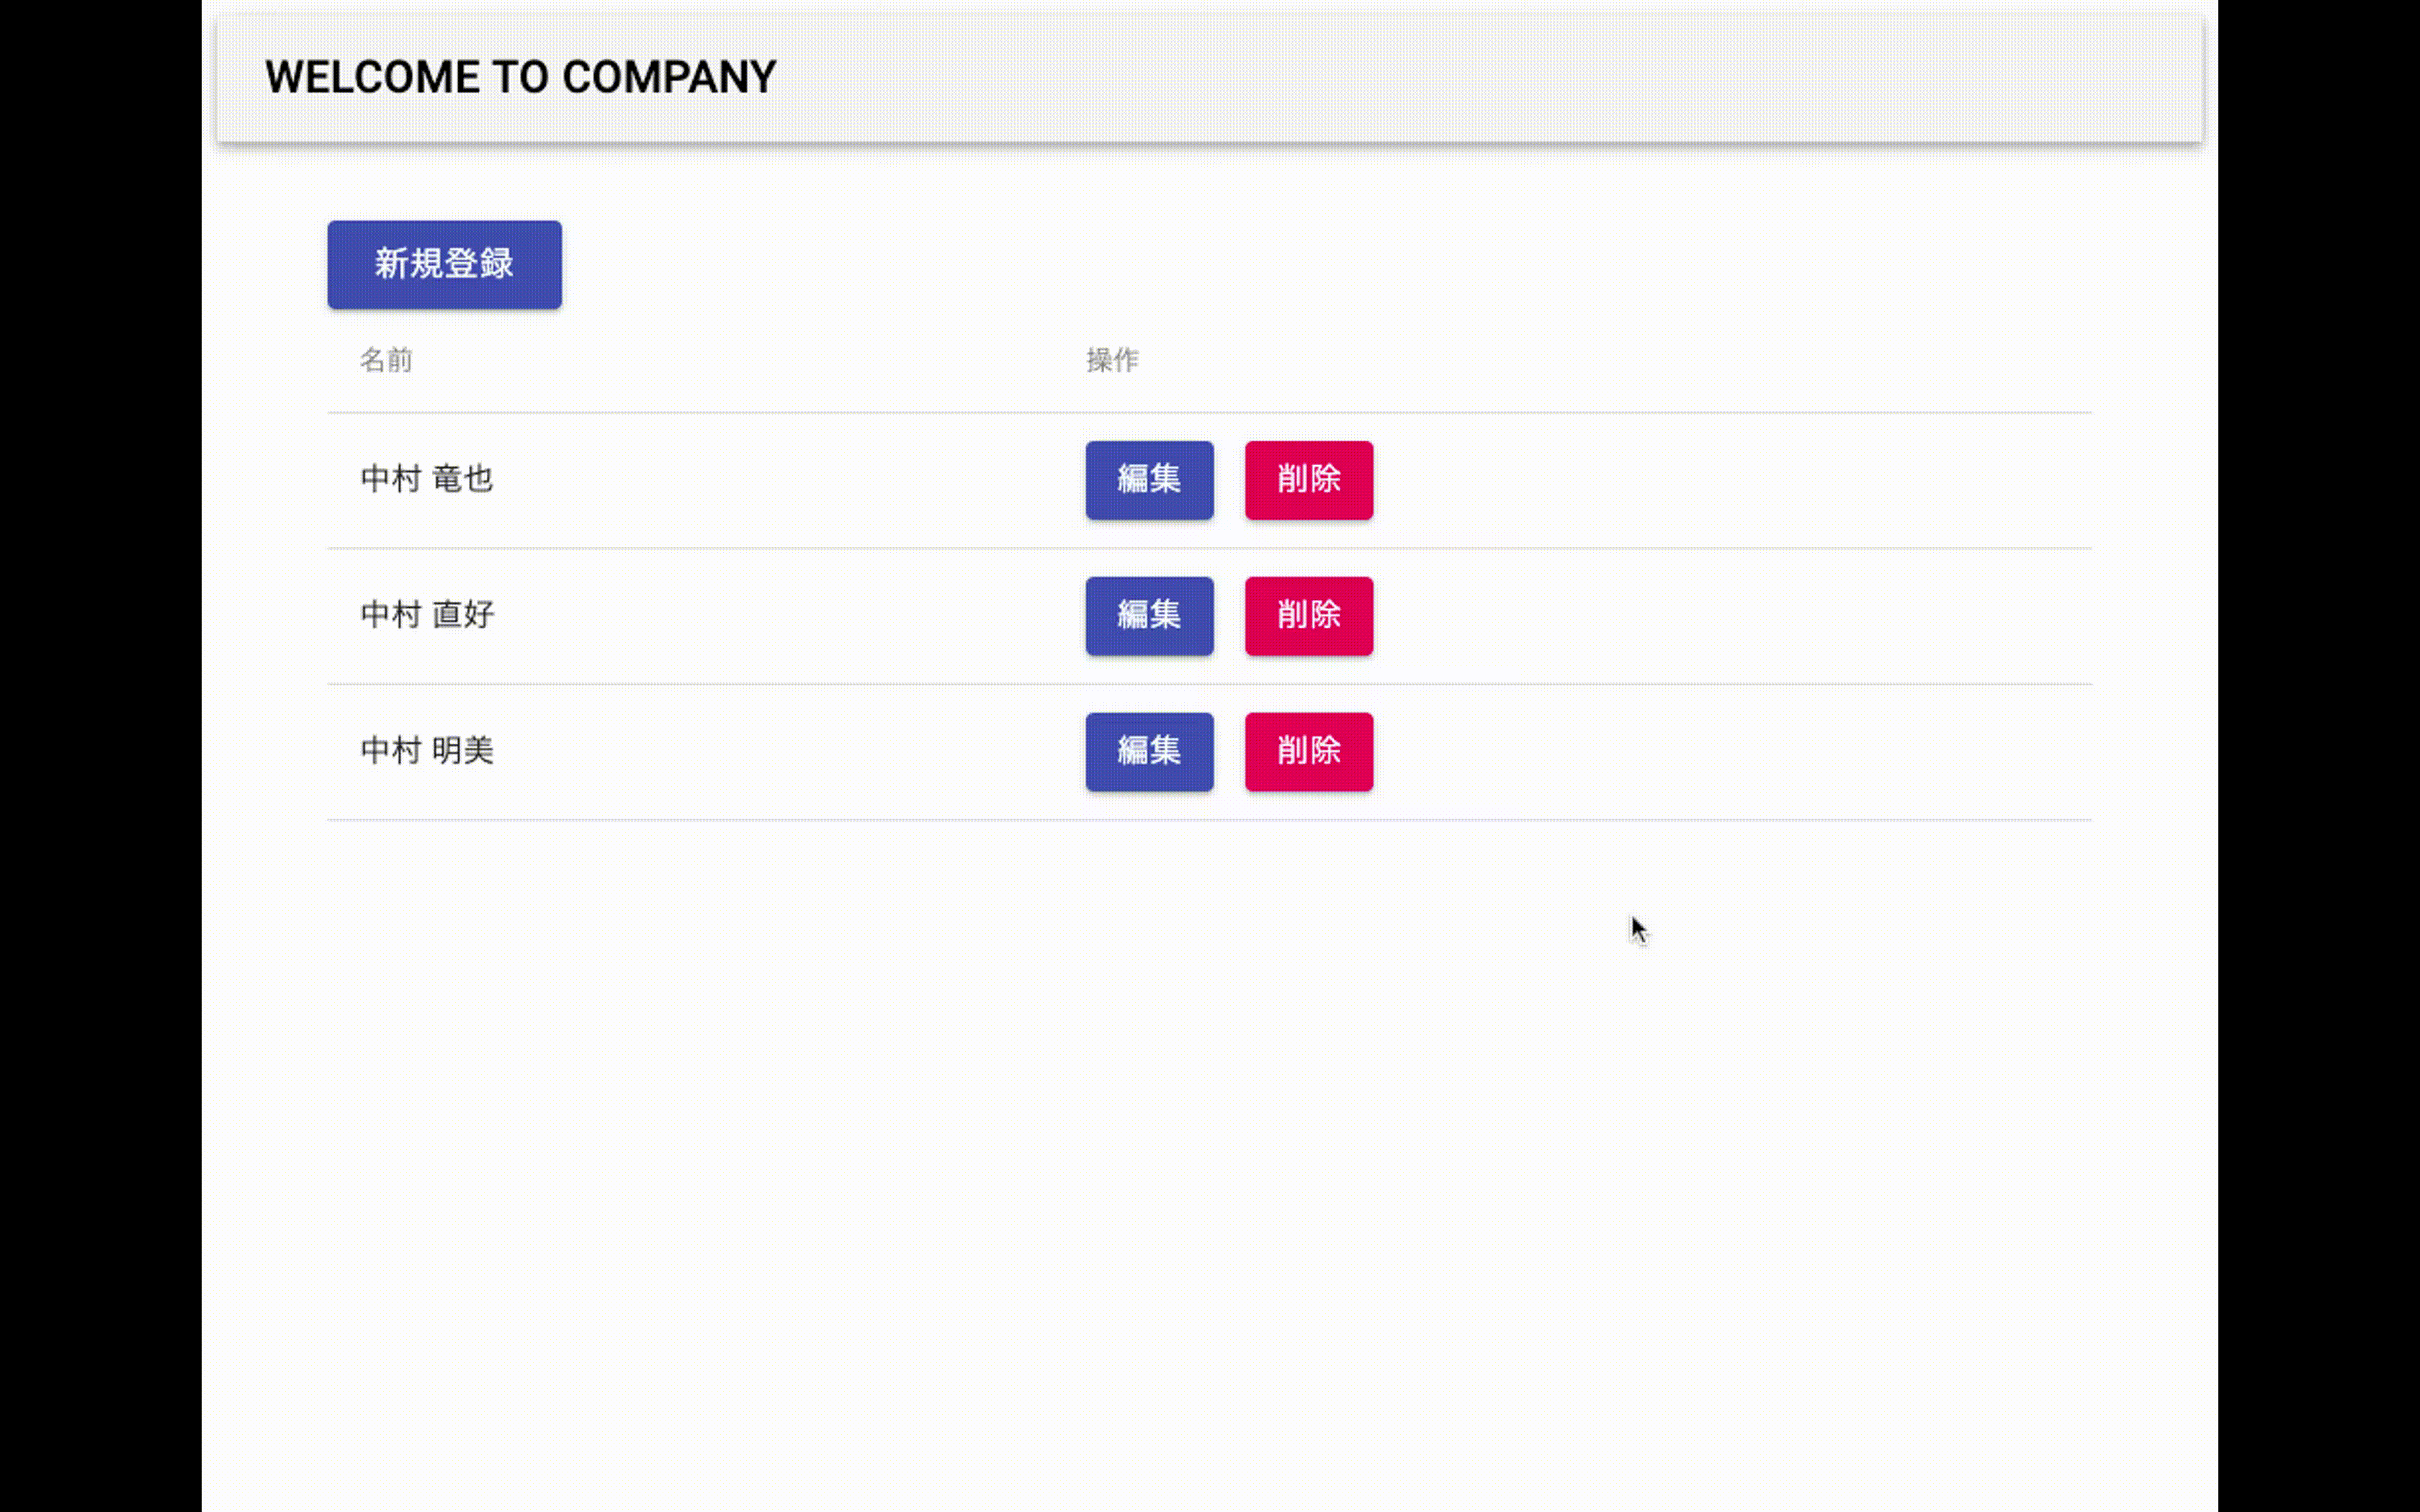 WELCOME TO COMPANY
新規登録
名前 操作
中村 竜也 編集 削除
中村 直好 編集 削除
中村 明美 編集 削除